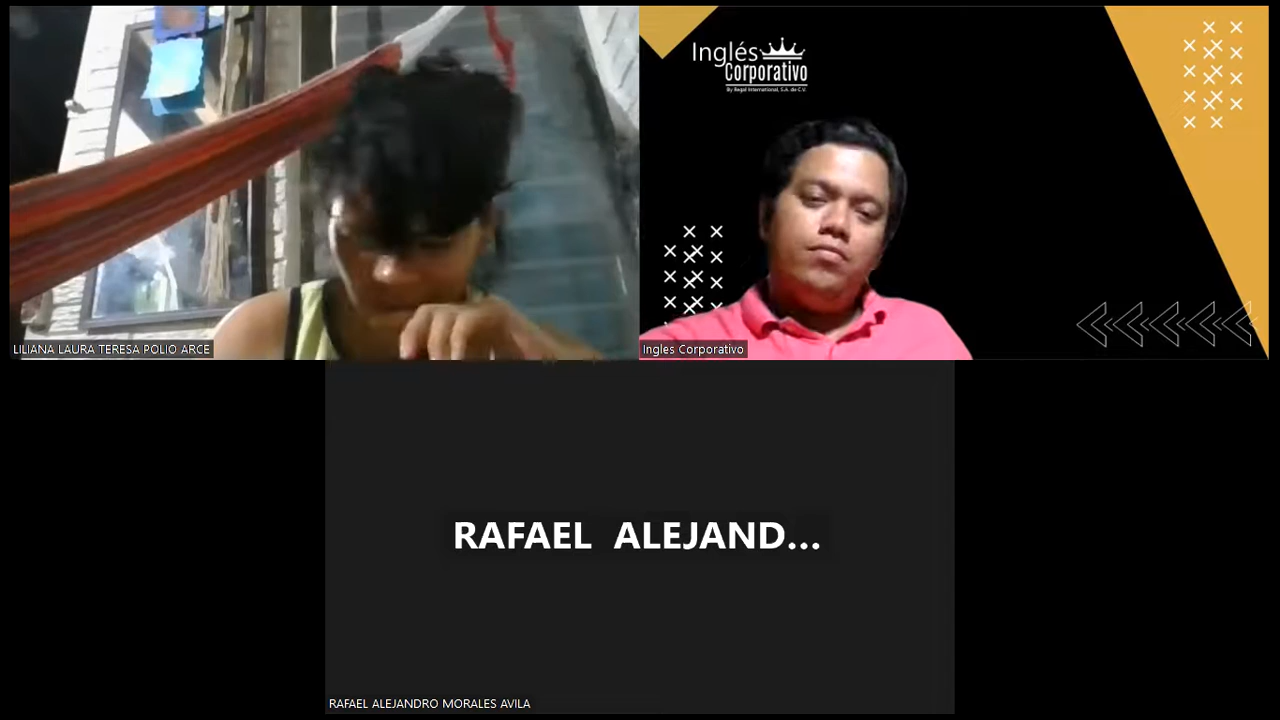 Inglés
Corporativo
By Regal International, S.A. de C.V.
LILIANA LAURA TERESA POLIO ARCE
Ingles Corporativo
RAFAEL ALEJAND...
RAFAEL ALEJANDRO MORALES AVILA